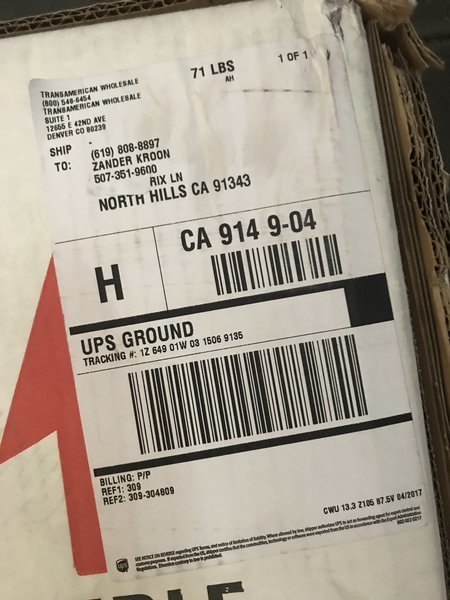 TRANSAMERICAN WHOLESALE
(800) 548-6454
TRANSAMERICAN WHOLESALE
SUITE 1
12655 E 42ND AVE
DENVER CO 80239
71 LBS
1 OF 1
AH
SHIP
TO:
(619) 808-8897
ZANDER KROON
507-351-9600
RIX LN
NORTH HILLS CA 91343
H
CA 914 9-04
UPS GROUND
TRACKING #: 1Z 649 01W 03 1506 9135
BILLING: P/P
REF1: 309
REF2: 309-304809
CWU 13.3 Z105 87.5V 04/2017